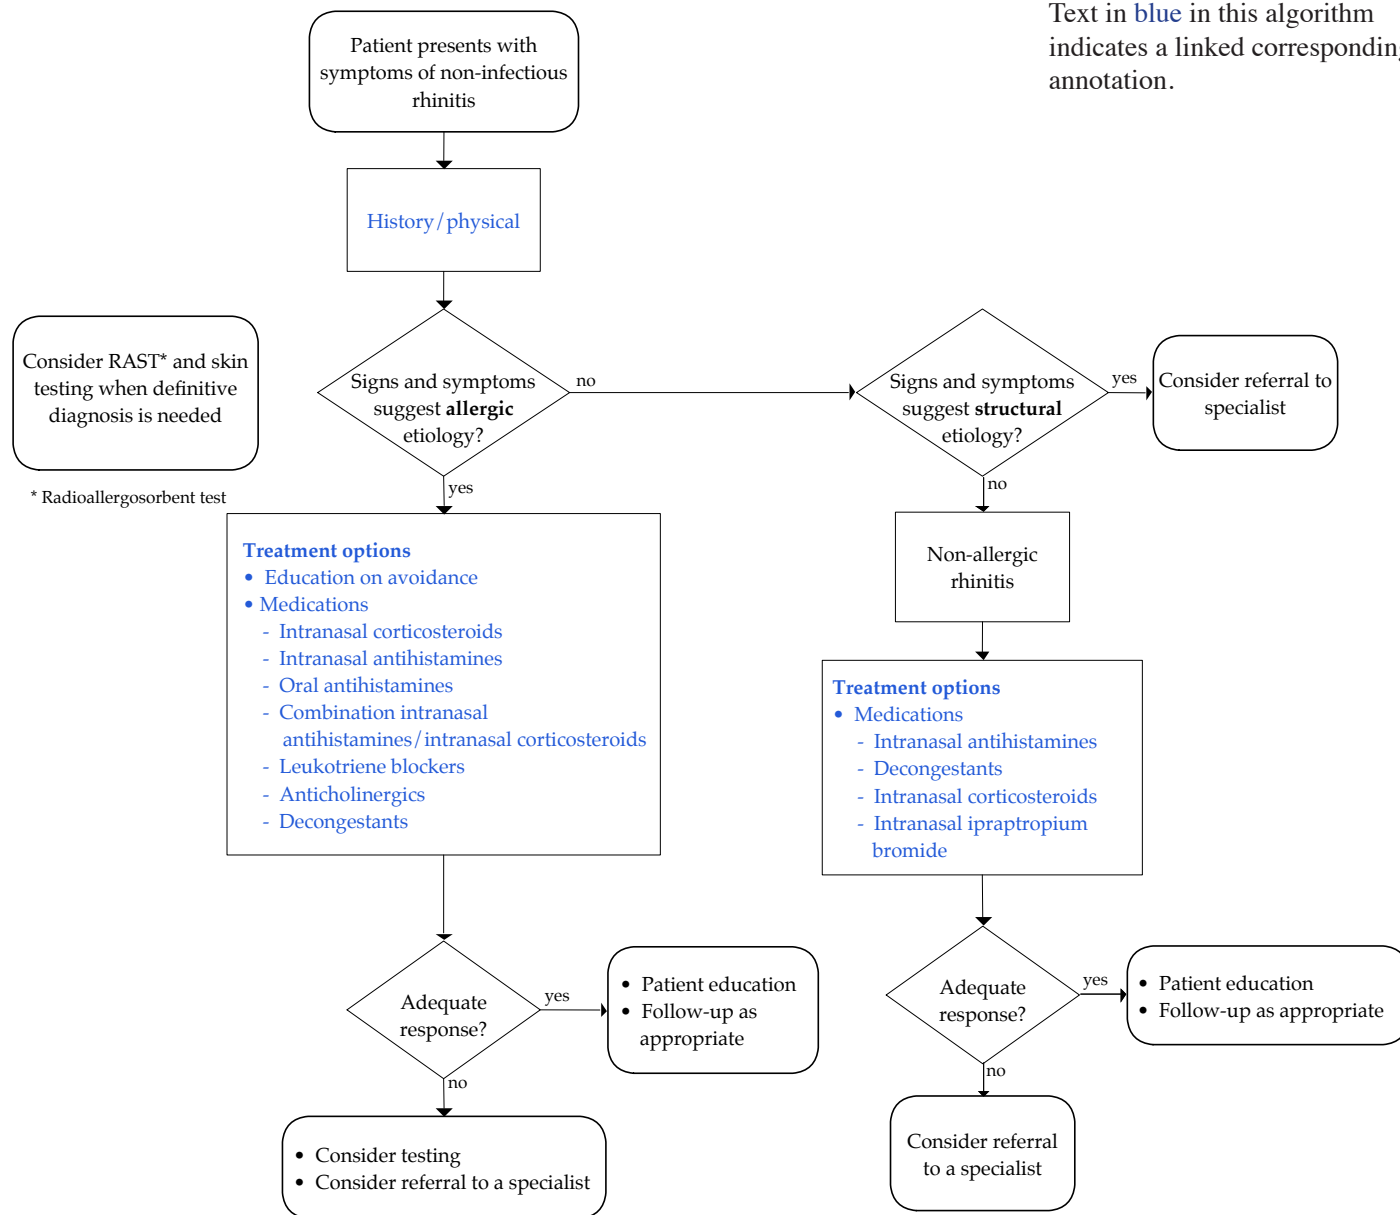 Text in blue in this algorithm
indicates a linked corresponding
annotation.
Patient presents with
symptoms of non-infectious
rhinitis
History/physical
Consider RAST* and skin
testing when definitive
diagnosis is needed
* Radioallergosorbent test
Signs and symptoms
suggest allergic
etiology?
no
yes
Signs and symptoms
suggest structural
etiology?
yes
no
Consider referral to
specialist
Treatment options
• Education on avoidance
• Medications
- Intranasal corticosteroids
- Intranasal antihistamines
- Oral antihistamines
- Combination intranasal
antihistamines/intranasal corticosteroids
- Leukotriene blockers
- Anticholinergics
- Decongestants
Non-allergic
rhinitis
Treatment options
• Medications
- Intranasal antihistamines
- Decongestants
- Intranasal corticosteroids
- Intranasal ipraptropium
bromide
Adequate
response?
yes
no
• Patient education
• Follow-up as
appropriate
• Consider testing
• Consider referral to a specialist
Adequate
response?
yes
no
• Patient education
• Follow-up as appropriate
Consider referral
to a specialist